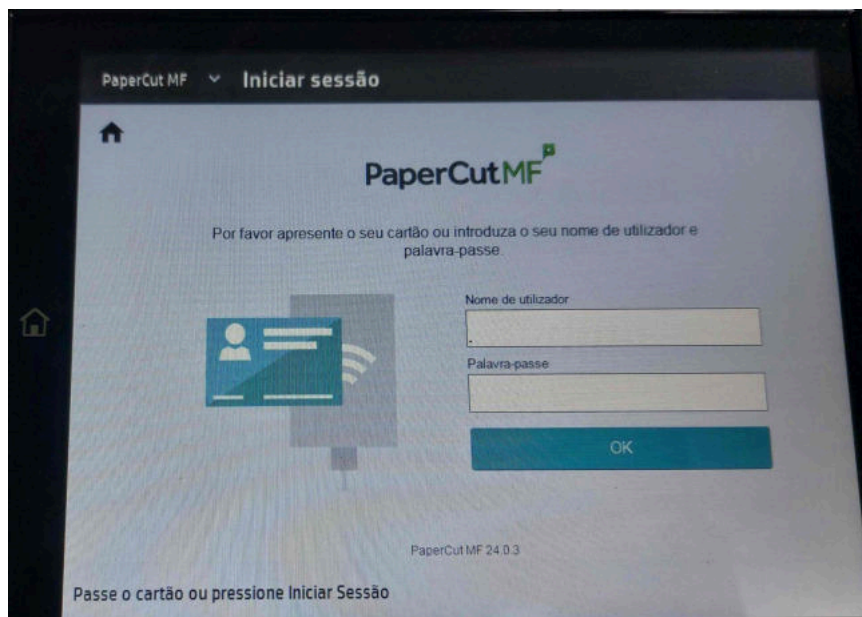 PaperCut MF Iniciar sessão
PaperCutMF
Por favor apresente o seu cartão ou introduza o seu nome de utilizador e
palavra-passe.
Nome de utilizador
Palavra-passe
OK
PaperCut MF 24.0.3
Passe o cartão ou pressione Iniciar Sessão